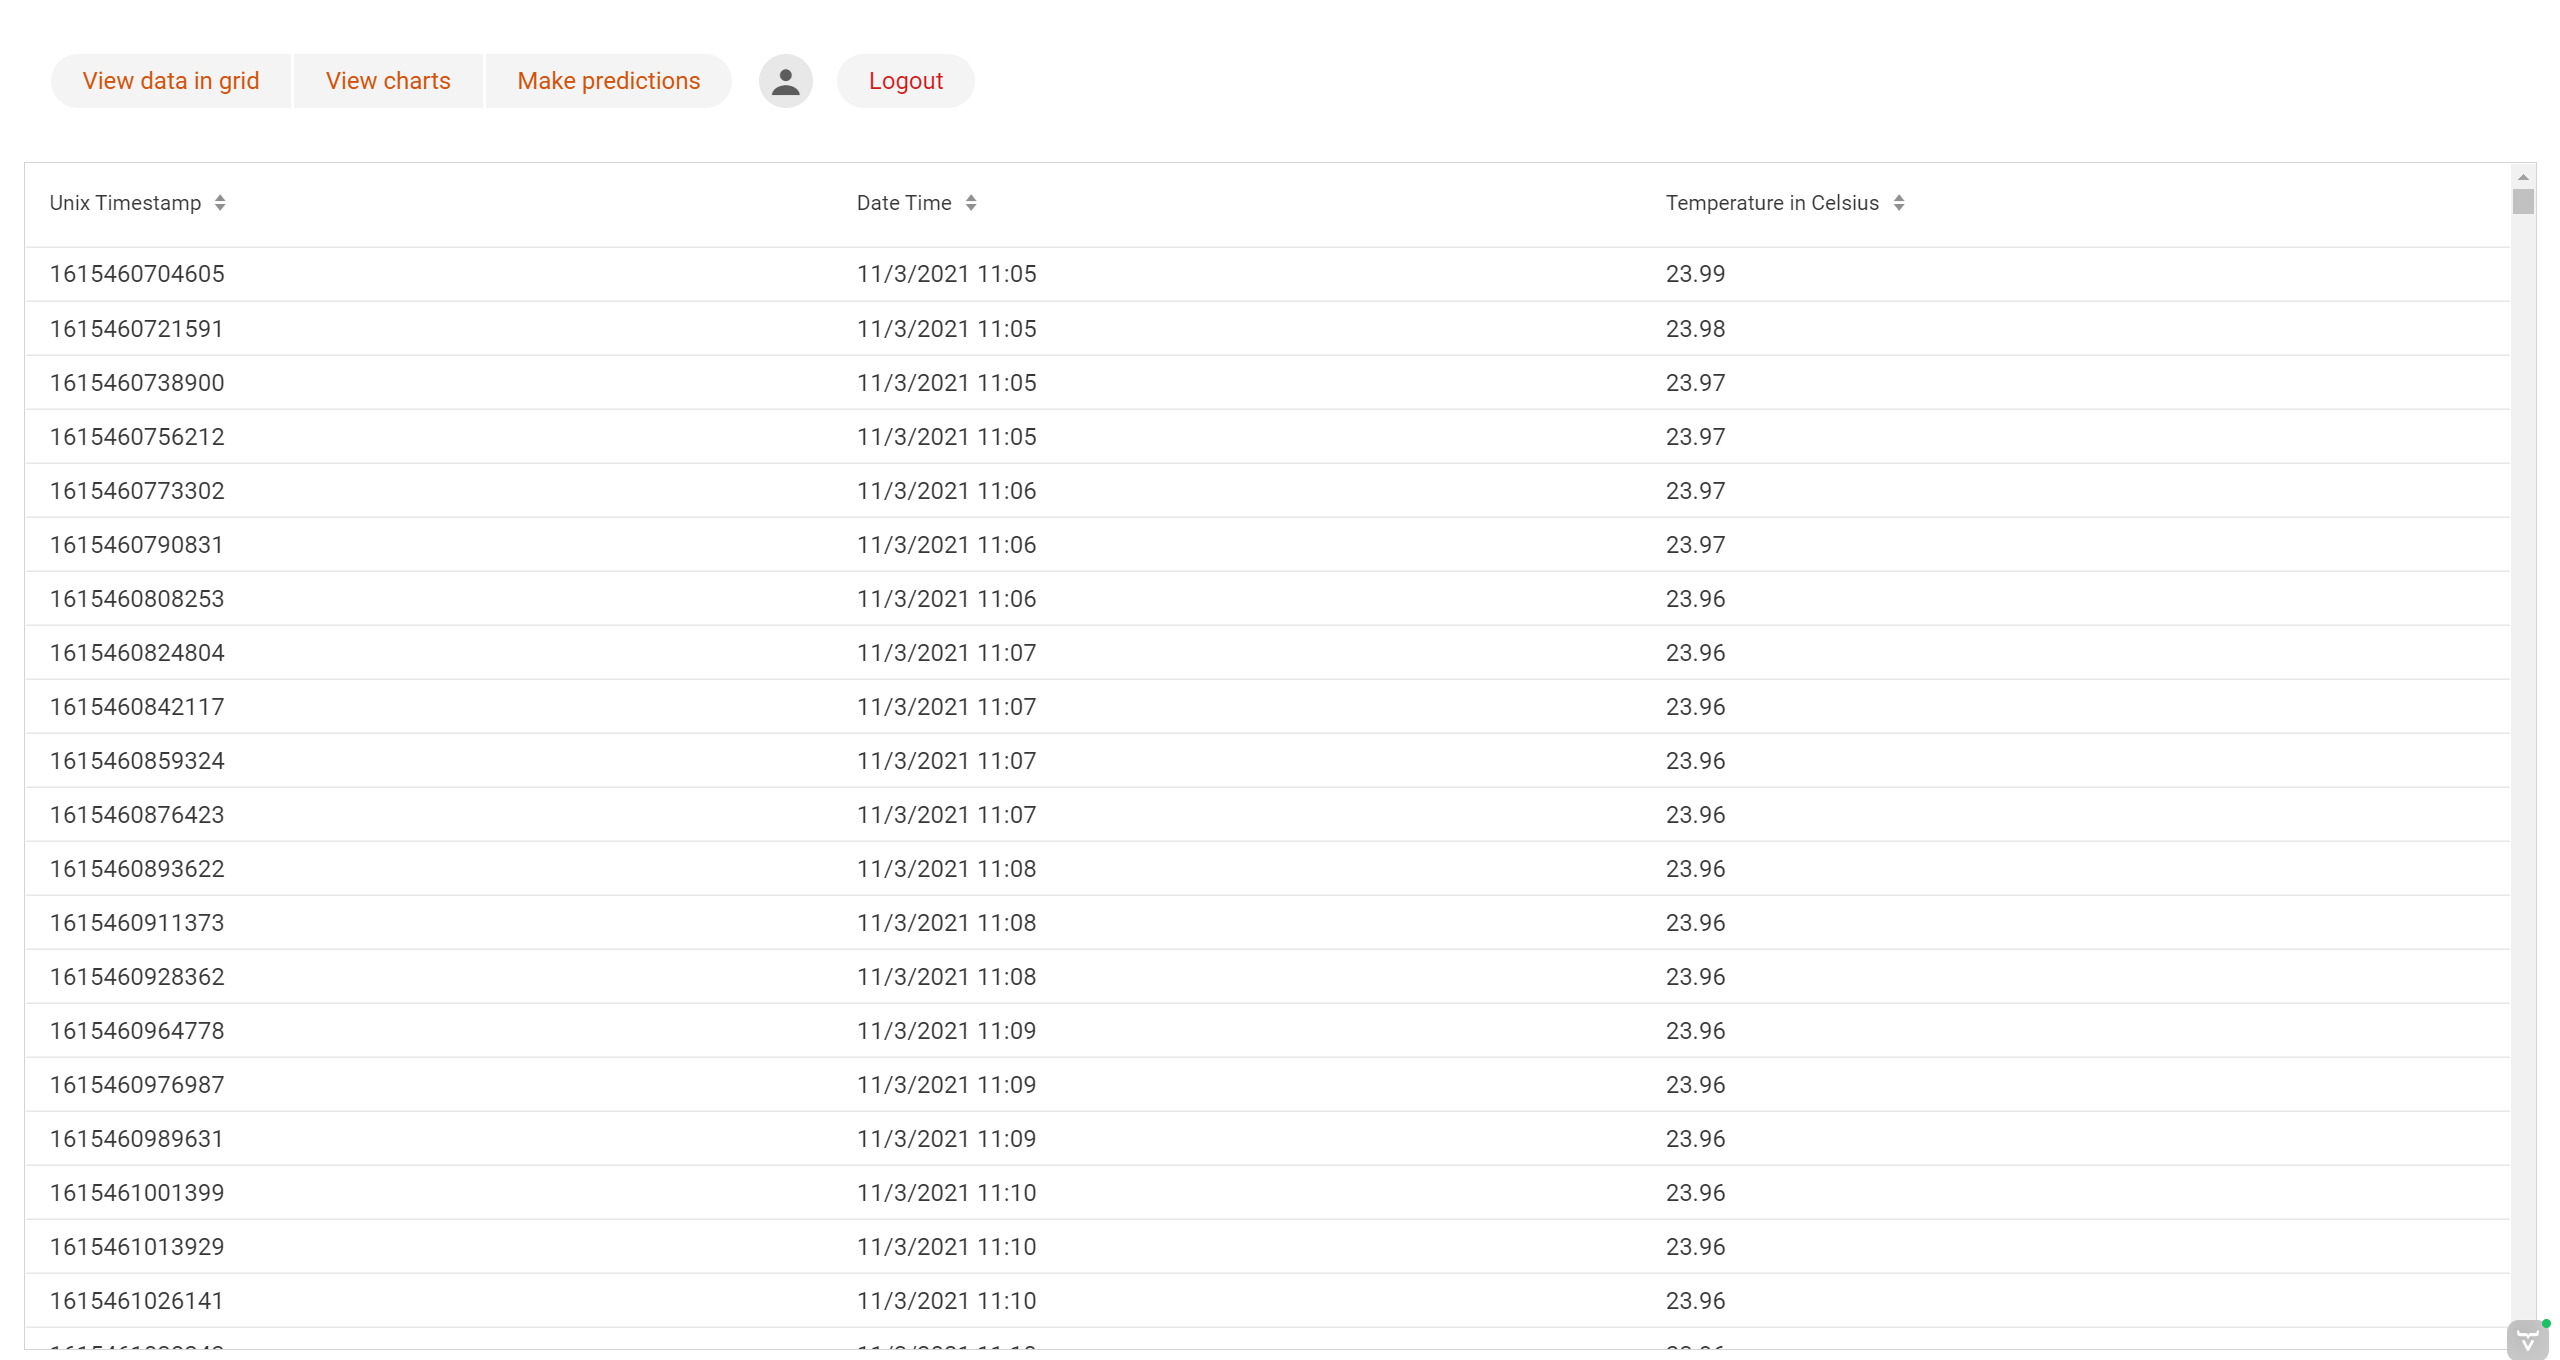 View data in grid View charts Make predictions Logout
Unix Timestamp Date Time Temperature in Celsius
1615460704605 11/3/2021 11:05 23.99
1615460721591 11/3/2021 11:05 23.98
1615460738900 11/3/2021 11:05 23.97
1615460756212 11/3/2021 11:05 23.97
1615460773302 11/3/2021 11:06 23.97
1615460790831 11/3/2021 11:06 23.97
1615460808253 11/3/2021 11:06 23.96
1615460824804 11/3/2021 11:07 23.96
1615460842117 11/3/2021 11:07 23.96
1615460859324 11/3/2021 11:07 23.96
1615460876423 11/3/2021 11:07 23.96
1615460893622 11/3/2021 11:08 23.96
1615460911373 11/3/2021 11:08 23.96
1615460928362 11/3/2021 11:08 23.96
1615460964778 11/3/2021 11:09 23.96
1615460976987 11/3/2021 11:09 23.96
1615460989631 11/3/2021 11:09 23.96
1615461001399 11/3/2021 11:10 23.96
1615461013929 11/3/2021 11:10 23.96
1615461026141 11/3/2021 11:10 23.96